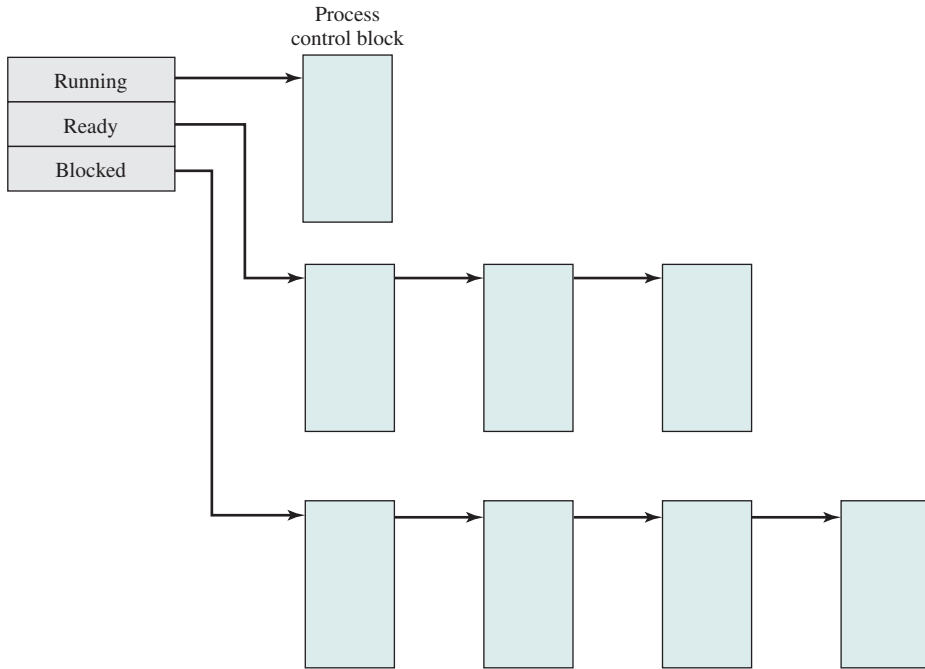 Process
control block
Running
Ready
Blocked